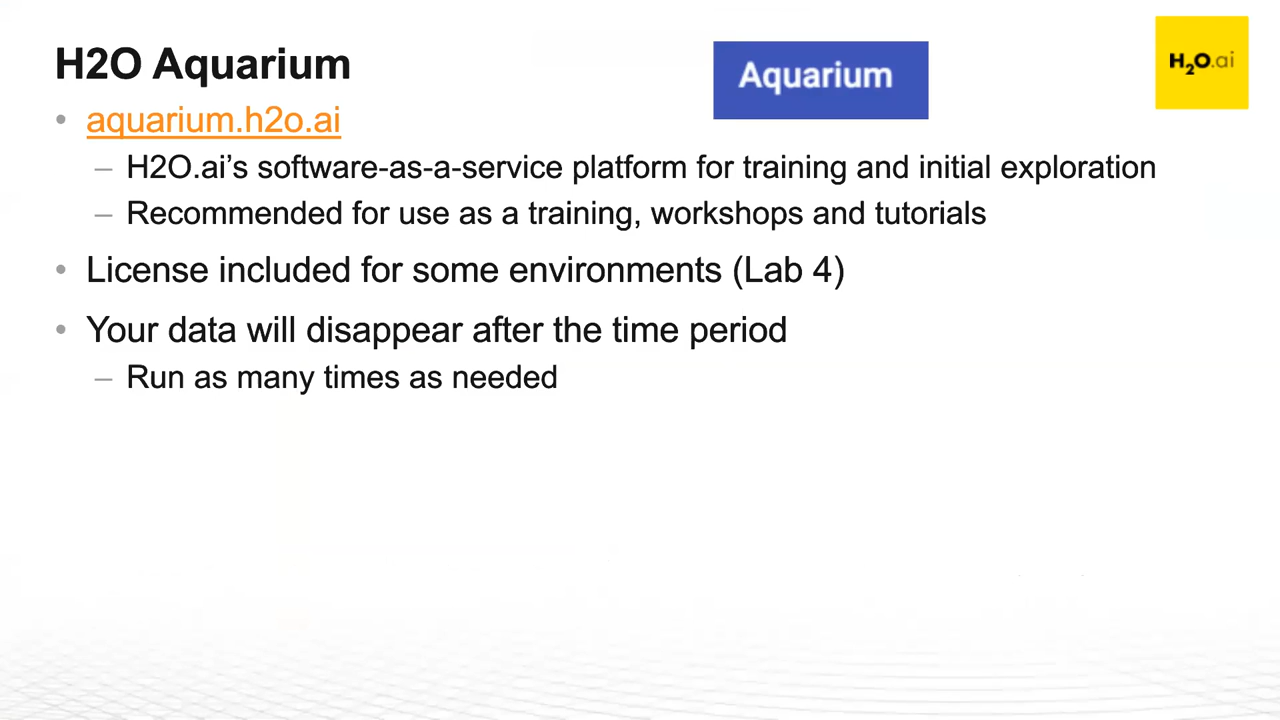 H2O Aquarium
Aquarium
H2O.ai
• aquarium.h2o.ai
– H2O.ai’s software-as-a-service platform for training and initial exploration
– Recommended for use as a training, workshops and tutorials
• License included for some environments (Lab 4)
• Your data will disappear after the time period
– Run as many times as needed